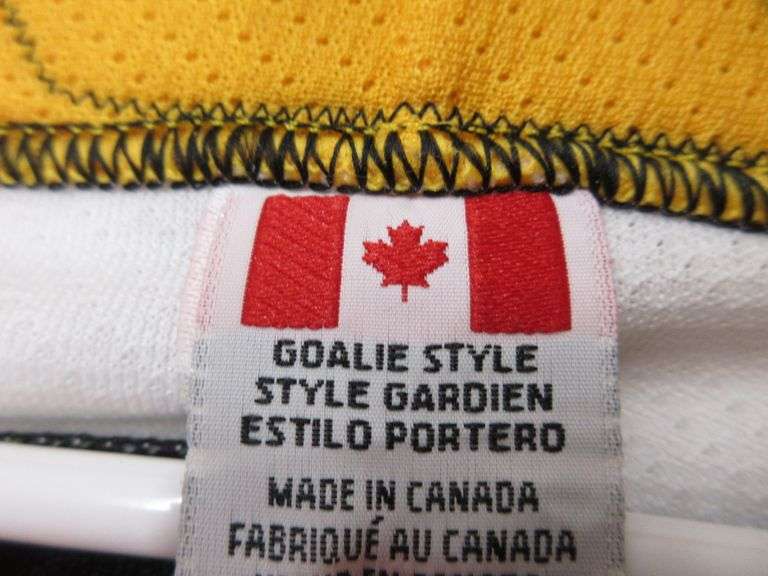 GOALIE STYLE
STYLE GARDIEN
ESTILO PORTERO
MADE IN CANADA
FABRIQUÉ AU CANADA